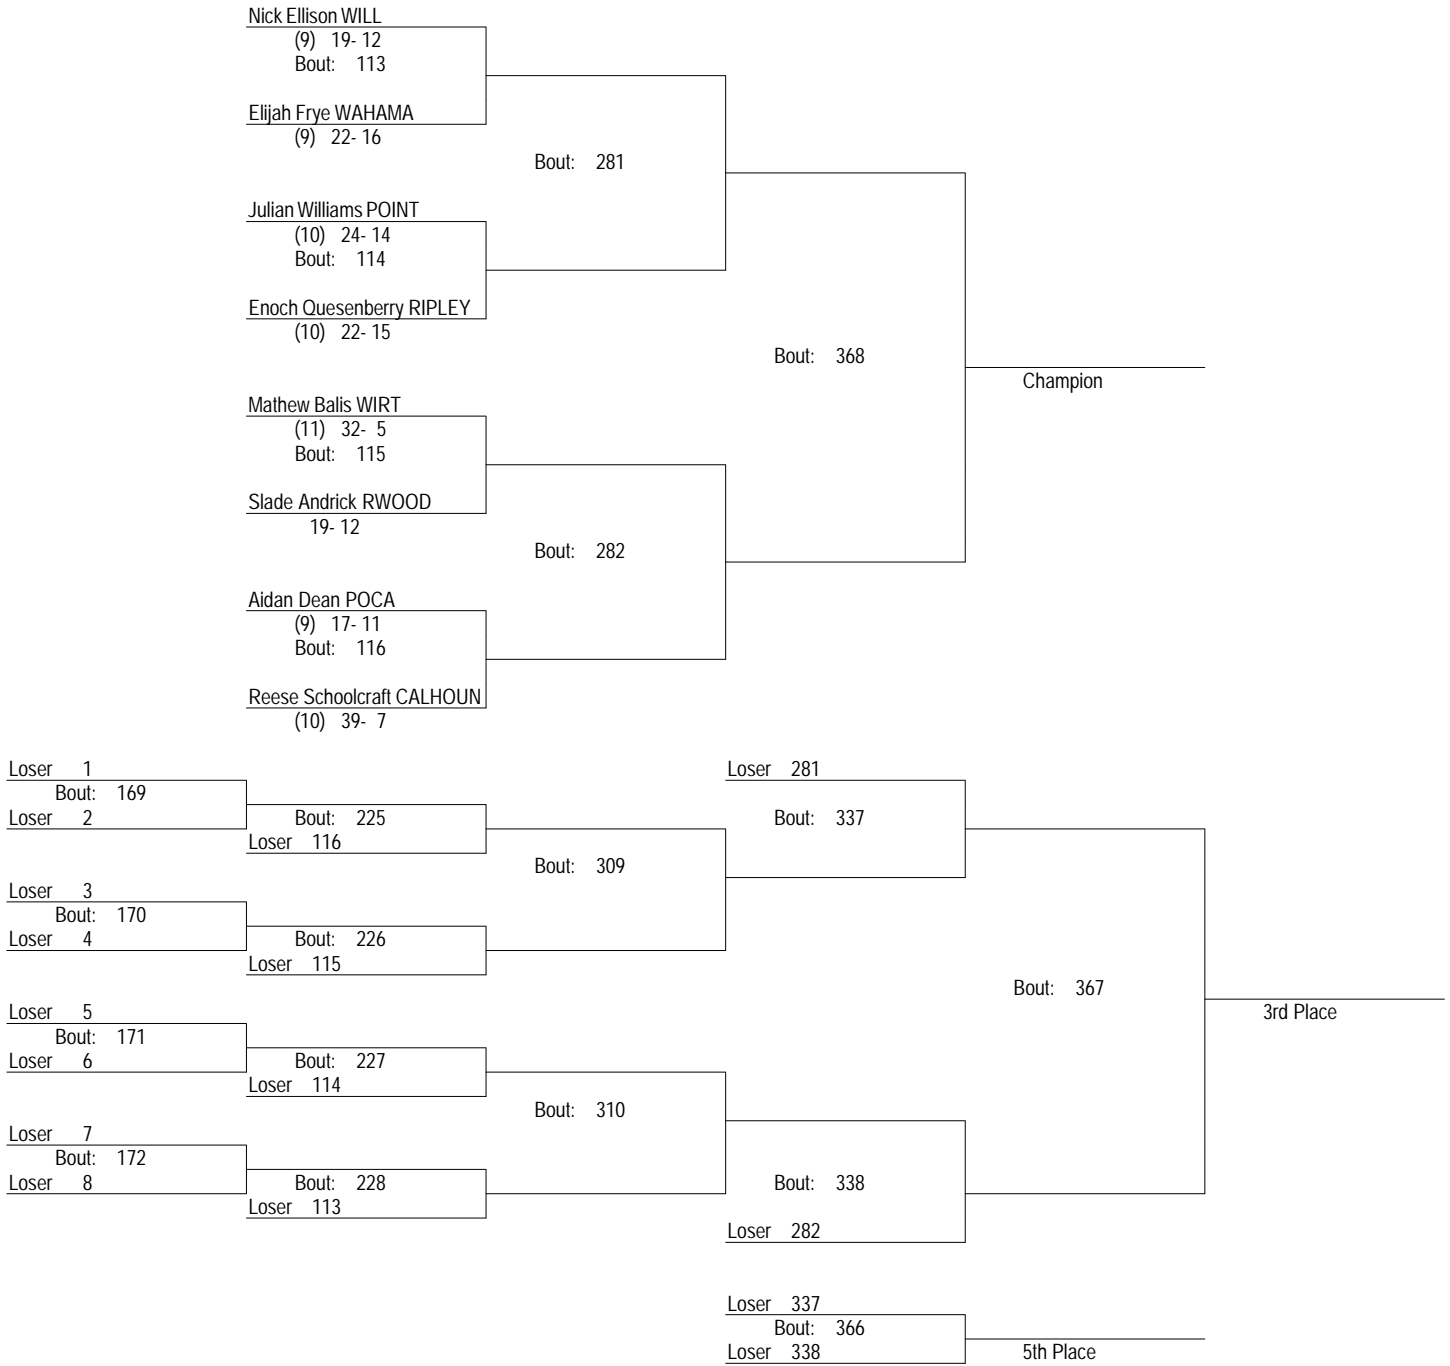 Nick Ellison WILL
(9) 19- 12
Bout: 113
Elijah Frye WAHAMA
(9) 22- 16
Bout: 281
Julian Williams POINT
(10) 24- 14
Bout: 114
Enoch Quesenberry RIPLEY
(10) 22- 15
Bout: 368
Champion
Mathew Balis WIRT
(11) 32- 5
Bout: 115
Slade Andrick RWOOD
19- 12
Bout: 282
Aidan Dean POCA
(9) 17- 11
Bout: 116
Reese Schoolcraft CALHOUN
(10) 39- 7
Loser 1
Bout: 169
Loser 2
Bout: 225
Loser 116
Bout: 309
Loser 281
Bout: 337
Loser 3
Bout: 170
Loser 4
Bout: 226
Loser 115
Bout: 367
3rd Place
Loser 5
Bout: 171
Loser 6
Bout: 227
Loser 114
Bout: 310
Loser 7
Bout: 172
Loser 8
Bout: 228
Loser 113
Bout: 338
Loser 282
Loser 337
Bout: 366
Loser 338
5th Place